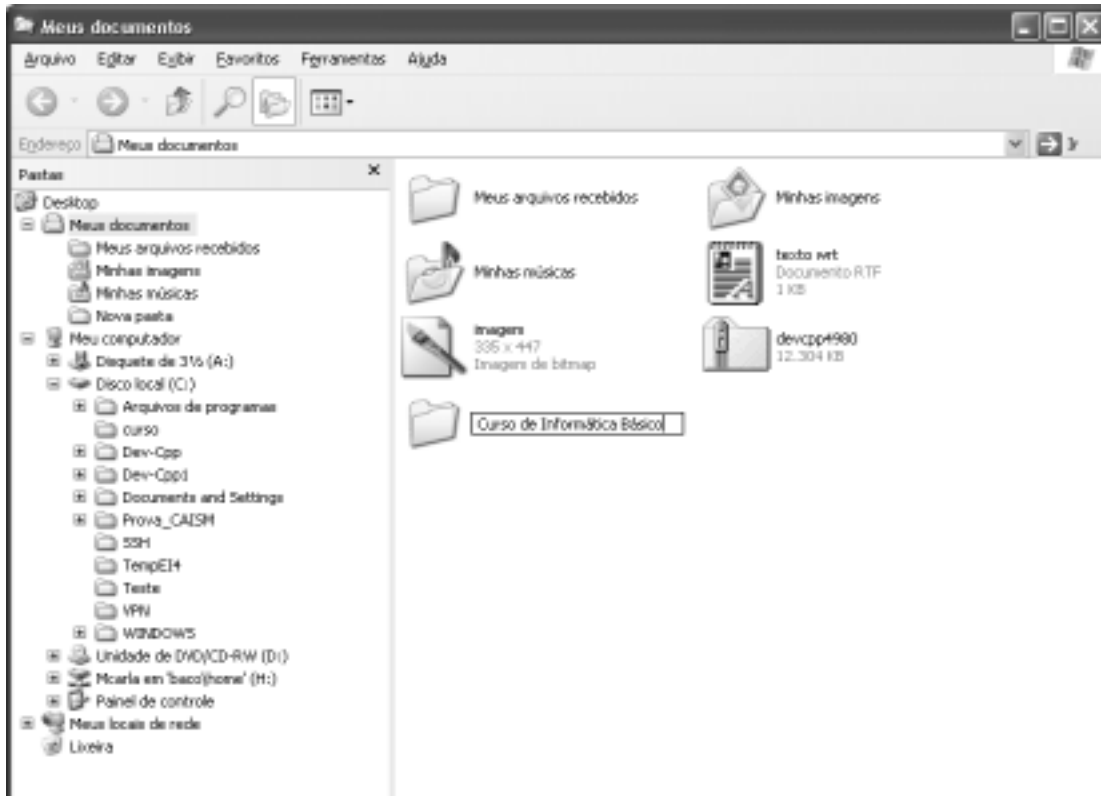 Meus documentos
Arquivo Editar Exibir Favoritos Ferramentas Ajuda
Endereço Meus documentos Ir
Pastas
Desktop
Meus documentos
Meus arquivos recebidos
Minhas imagens
Minhas músicas
Nova pasta
Meu computador
Disquete de 3½ (A:)
Disco local (C:)
Arquivos de programas
curso
Dev-Cpp
Dev-Cpp1
Documents and Settings
Prova_CAISM
SSH
TempEI4
Teste
VPN
WINDOWS
Unidade de DVD/CD-RW (D:)
Mcarla em 'baco\home' (H:)
Painel de controle
Meus locais de rede
Lixeira
Meus arquivos recebidos
Minhas imagens
Minhas músicas
texto wrt
Documento RTF
1 KB
imagem
335 x 447
Imagem de bitmap
devcpp4980
12.304 KB
Curso de Informática Básico